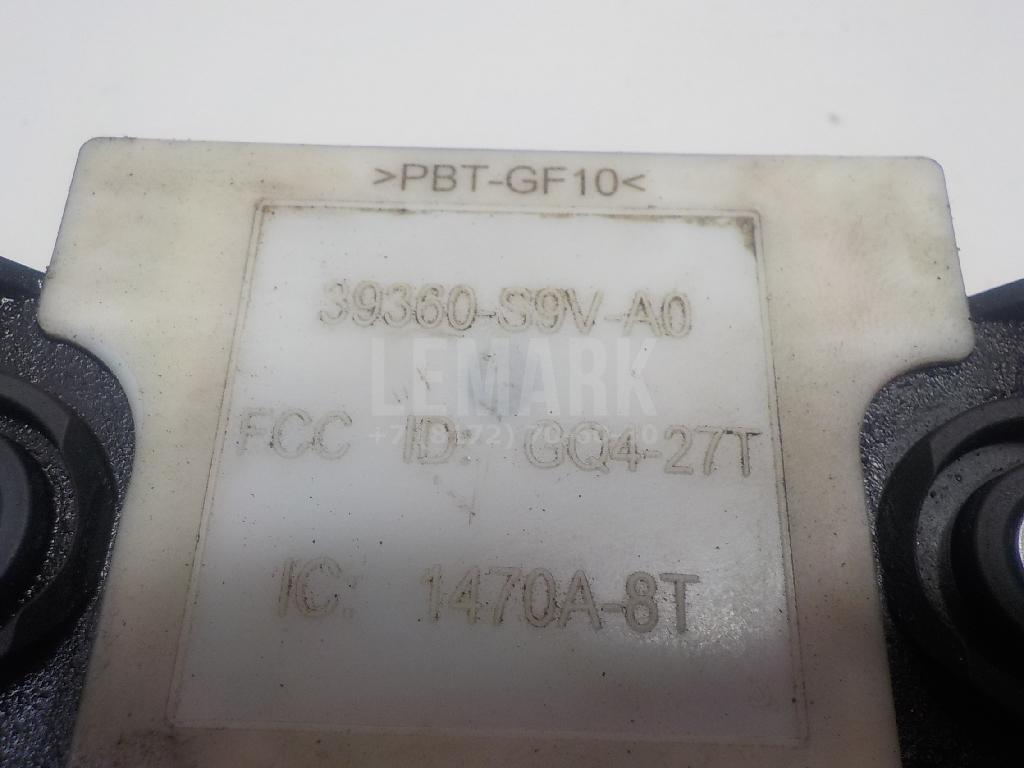 >PBT-GF10<
39360-S9V-A0
LEMARK
FCC ID: GQ4-27T
IC: 1470A-8T